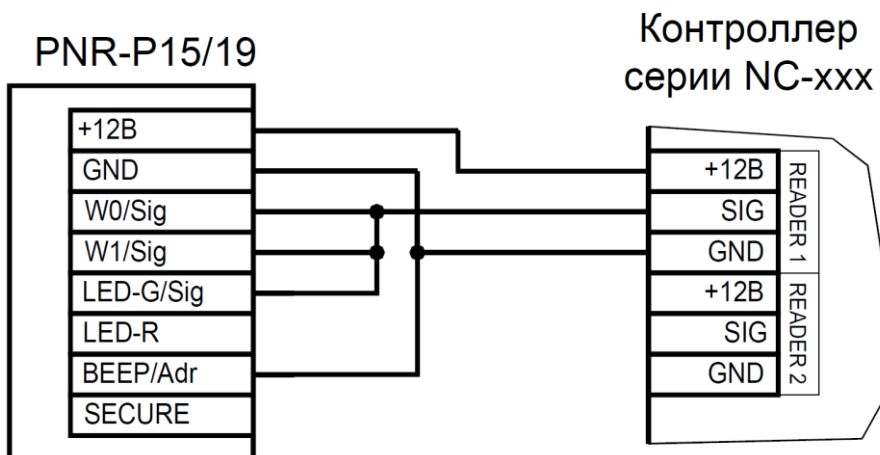 PNR-P15/19
Контроллер
серии NC-xxx
+12В
GND
W0/Sig
W1/Sig
LED-G/Sig
LED-R
BEEP/Adr
SECURE
+12В
SIG
GND
READER 1
+12В
SIG
GND
READER 2